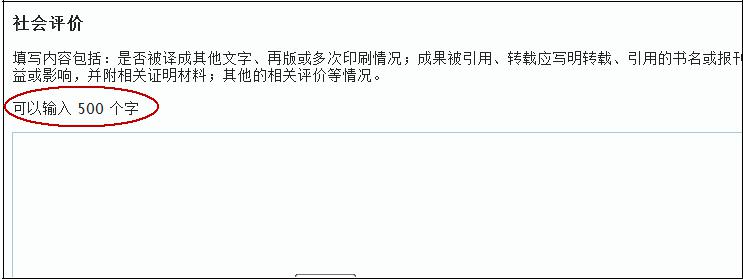 社会评价
填写内容包括：是否被译成其他文字、再版或多次印刷情况；成果被引用、转载应写明转载、引用的书名或报刊
益或影响，并附相关证明材料；其他的相关评价等情况。
可以输入 500 个字